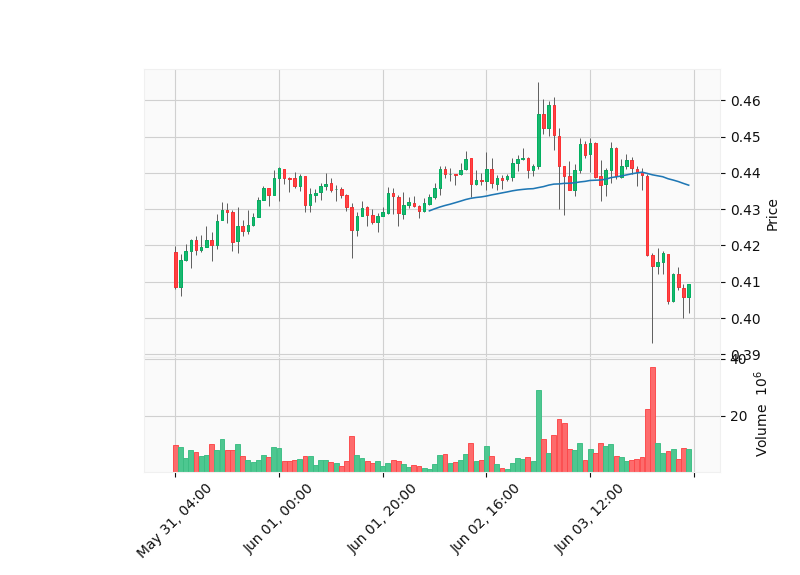 0.46
0.45
0.44
0.43
0.42
0.41
0.40
0.39
Price
40
20
Volume 10^6
May 31, 04:00
Jun 01, 00:00
Jun 01, 20:00
Jun 02, 16:00
Jun 03, 12:00